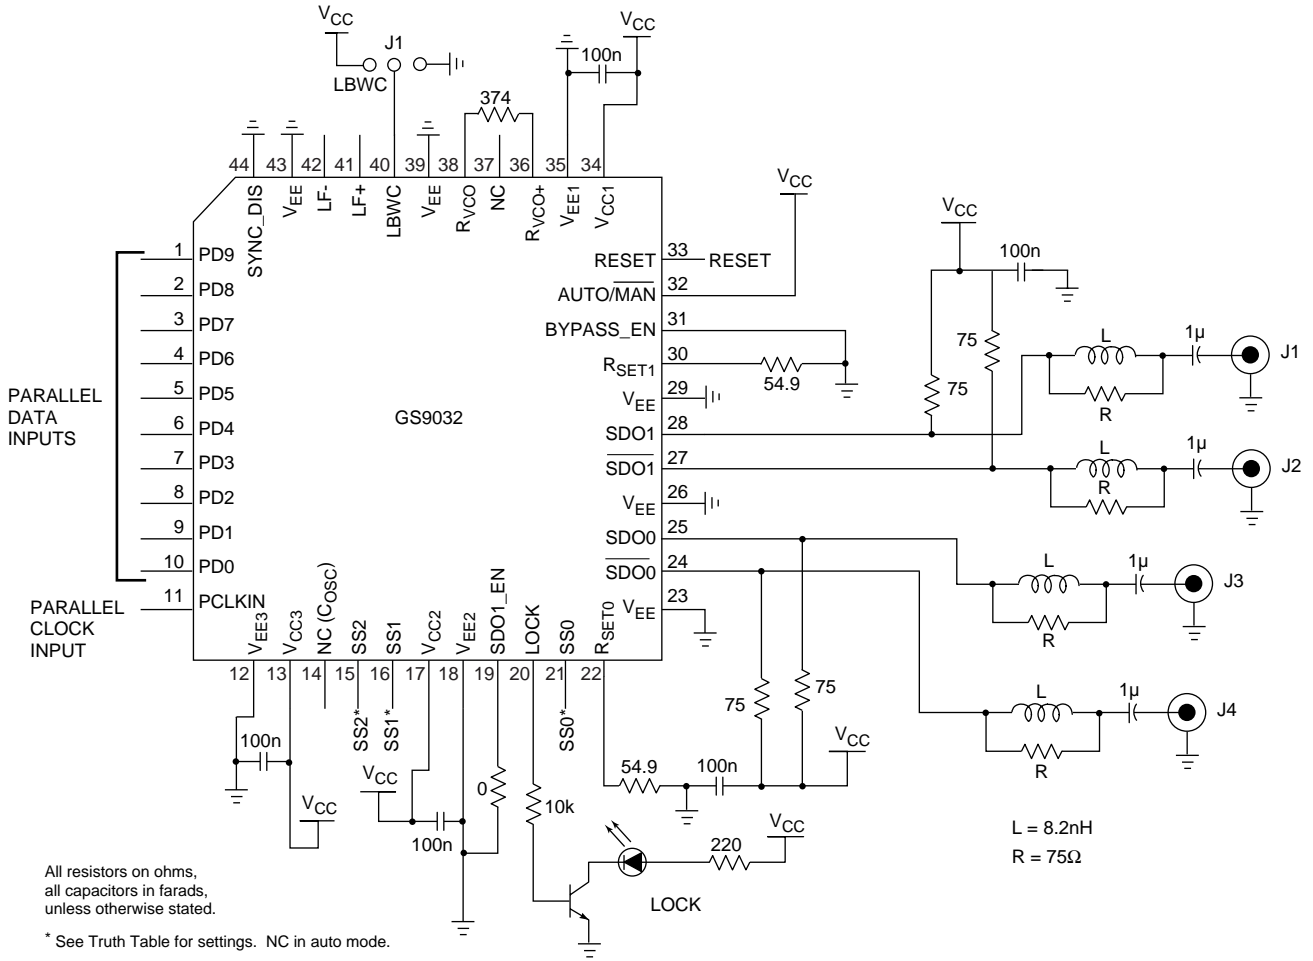 VCC
J1
LBWC
374
100n
VCC
44 43 42 41 40 39 38 37 36 35 34
SYNC_DIS
VEE
LF-
LF+
LBWC
VEE
RVCO
NC
RVCO+
VEE1
VCC1
PARALLEL
DATA
INPUTS
1 PD9
2 PD8
3 PD7
4 PD6
5 PD5
6 PD4
7 PD3
8 PD2
9 PD1
10 PD0
11 PCLKIN
PARALLEL
CLOCK
INPUT
GS9032
RESET 33 RESET
AUTO/MAN 32
BYPASS_EN 31
RSET1 30
VEE 29
SDO1 28
SDO1 27
VEE 26
SDO0 25
SDO0 24
VEE 23
VCC
54.9
VCC
100n
75
75
L
R
1µ
J1
L
R
1µ
J2
L
R
1µ
J3
L
R
1µ
J4
VEE3
VCC3
NC (COSC)
SS2
SS1
VCC2
VEE2
SDO1_EN
LOCK
SS0
RSET0
12 13 14 15 16 17 18 19 20 21 22
SS2*
SS1*
SS0*
100n
VCC
VCC
100n
0
10k
54.9
100n
75
75
VCC
220
VCC
LOCK
L = 8.2nH
R = 75Ω
All resistors on ohms,
all capacitors in farads,
unless otherwise stated.
* See Truth Table for settings. NC in auto mode.